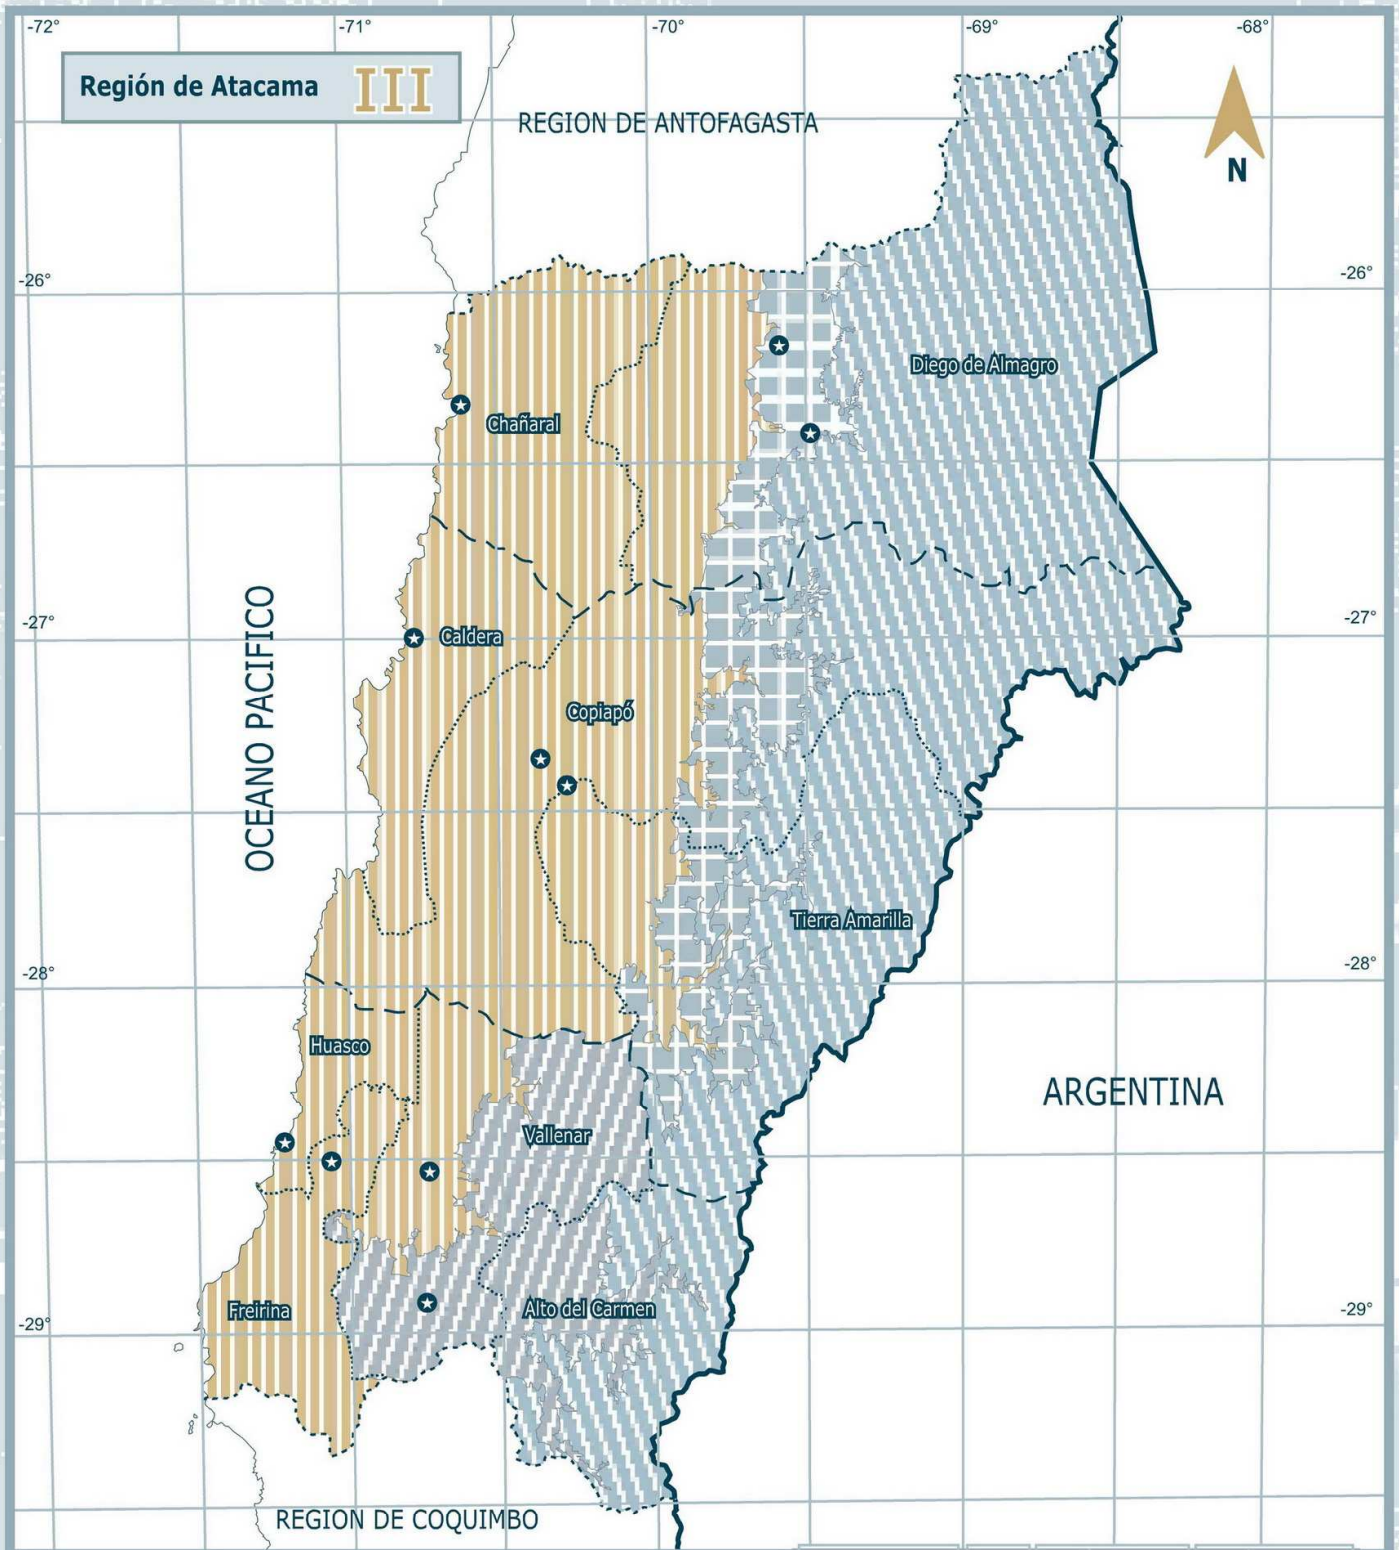 -72°
-71°
-70°
-69°
-68°
Región de Atacama III
REGION DE ANTOFAGASTA
N
-26°
-26°
Diego de Almagro
Chañaral
-27°
-27°
Caldera
OCEANO PACIFICO
Copiapó
Tierra Amarilla
-28°
-28°
Huasco
ARGENTINA
Vallenar
-29°
-29°
Freirina
Alto del Carmen
REGION DE COQUIMBO